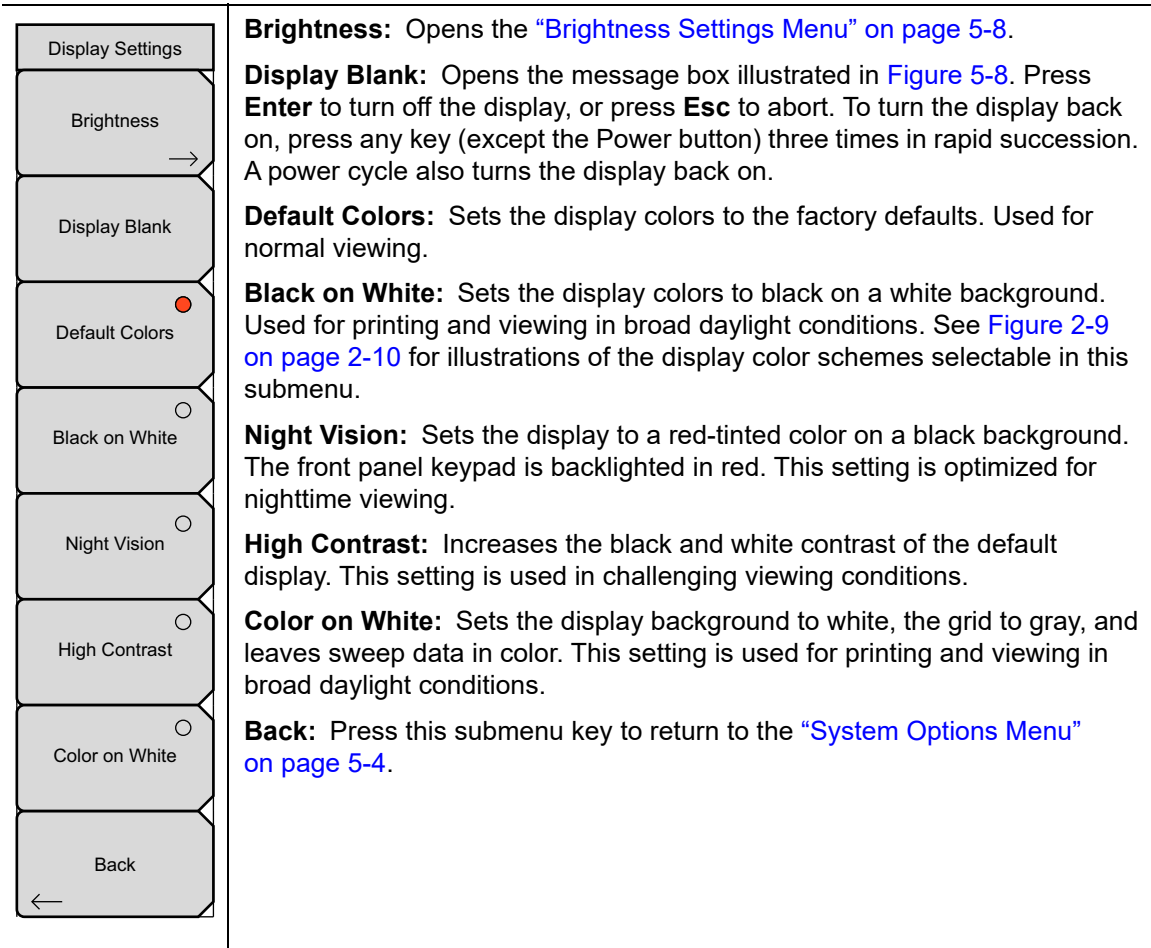 Display Settings
Brightness
Display Blank
Default Colors
Black on White
Night Vision
High Contrast
Color on White
Back
Brightness: Opens the “Brightness Settings Menu” on page 5-8.
Display Blank: Opens the message box illustrated in Figure 5-8. Press
Enter to turn off the display, or press Esc to abort. To turn the display back
on, press any key (except the Power button) three times in rapid succession.
A power cycle also turns the display back on.
Default Colors: Sets the display colors to the factory defaults. Used for
normal viewing.
Black on White: Sets the display colors to black on a white background.
Used for printing and viewing in broad daylight conditions. See Figure 2-9
on page 2-10 for illustrations of the display color schemes selectable in this
submenu.
Night Vision: Sets the display to a red-tinted color on a black background.
The front panel keypad is backlighted in red. This setting is optimized for
nighttime viewing.
High Contrast: Increases the black and white contrast of the default
display. This setting is used in challenging viewing conditions.
Color on White: Sets the display background to white, the grid to gray, and
leaves sweep data in color. This setting is used for printing and viewing in
broad daylight conditions.
Back: Press this submenu key to return to the “System Options Menu”
on page 5-4.